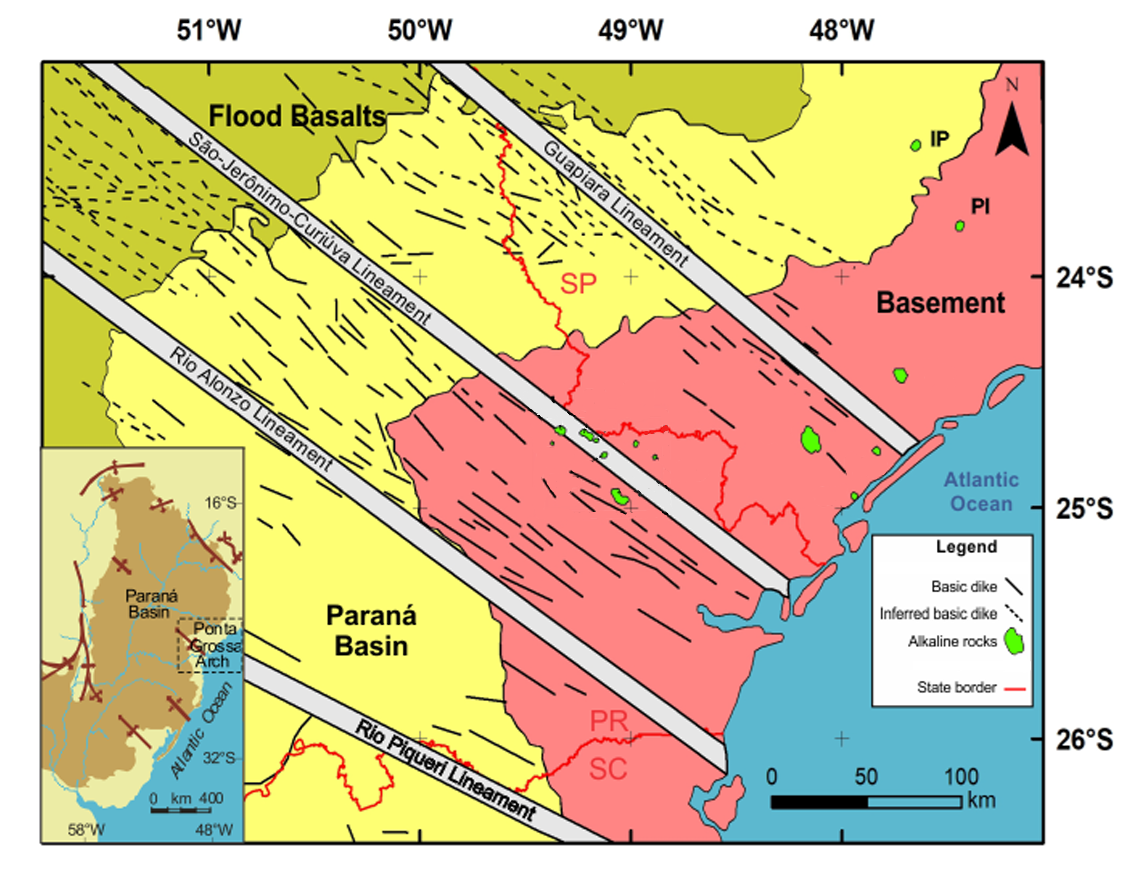 51°W 50°W 49°W 48°W
Flood Basalts
São-Jerônimo-Curiúva Lineament
Guapiara Lineament
Rio Alonzo Lineament
Rio Piquerí Lineament
N
IP
PI
SP
24°S
Basement
25°S
26°S
Atlantic
Ocean
Legend
Basic dike
Inferred basic dike
Alkaline rocks
State border
Paraná
Basin
PR
SC
0 50 100
km
16°S
Paraná
Basin
Ponta
Grossa
Arch
Atlantic Ocean
32°S
0 km 400
58°W 48°W